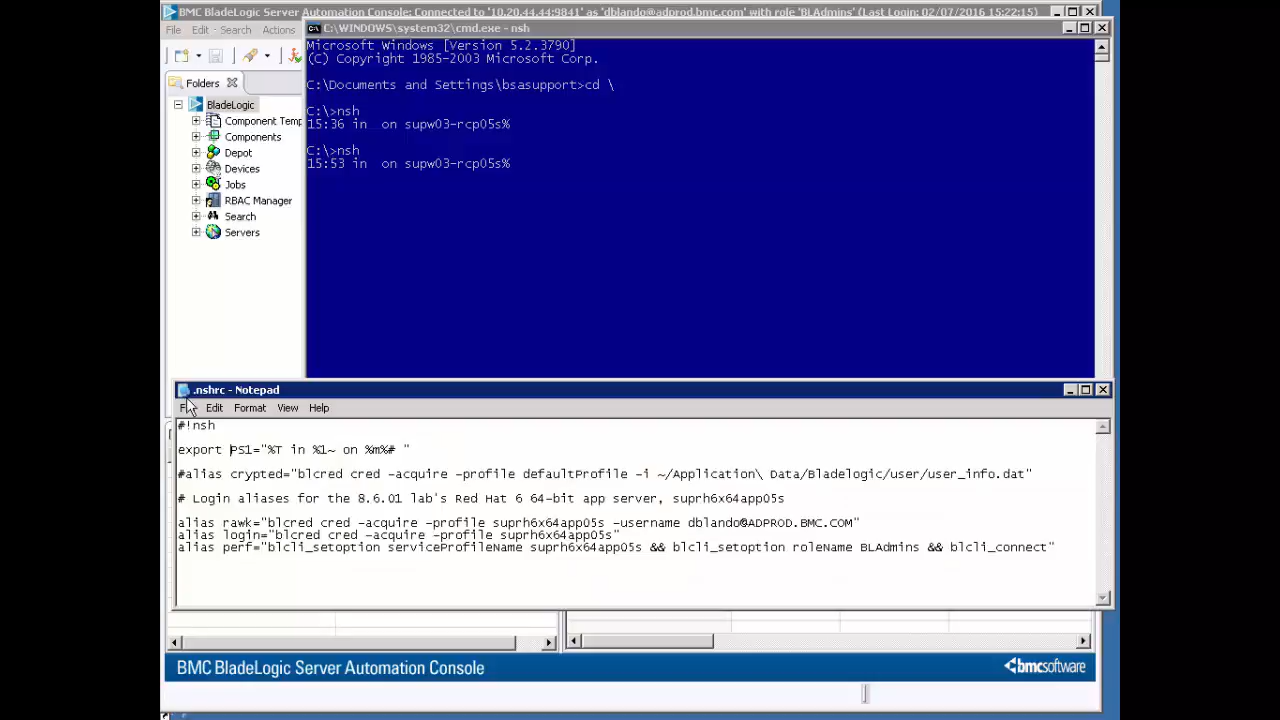 BMC BladeLogic Server Automation Console: Connected to '10.20.44.44:9841' as 'dblando@adprod.bmc.com' with role 'BLAdmins' (Last Login: 02/07/2016 15:22:15)
File Edit Search Actions
C:\WINDOWS\system32\cmd.exe - nsh
Microsoft Windows [Version 5.2.3790]
(C) Copyright 1985-2003 Microsoft Corp.
C:\Documents and Settings\bsasupport>cd \
C:\>nsh
15:36 in  on supw03-rcp05s%
C:\>nsh
15:53 in  on supw03-rcp05s%
Folders
BladeLogic
Component Temp
Components
Depot
Devices
Jobs
RBAC Manager
Search
Servers
.nshrc - Notepad
Edit Format View Help
#!nsh
export PS1="%T in %1~ on %m%# "
#alias crypted="blcred cred -acquire -profile defaultProfile -i ~/Application\ Data/Bladelogic/user/user_info.dat"
# Login aliases for the 8.6.01 lab's Red Hat 6 64-bit app server, suprh6x64app05s
alias rawk="blcred cred -acquire -profile suprh6x64app05s -username dblando@ADPROD.BMC.COM"
alias login="blcred cred -acquire -profile suprh6x64app05s"
alias perf="blcli_setoption serviceProfileName suprh6x64app05s && blcli_setoption roleName BLAdmins && blcli_connect"
BMC BladeLogic Server Automation Console
bmcsoftware